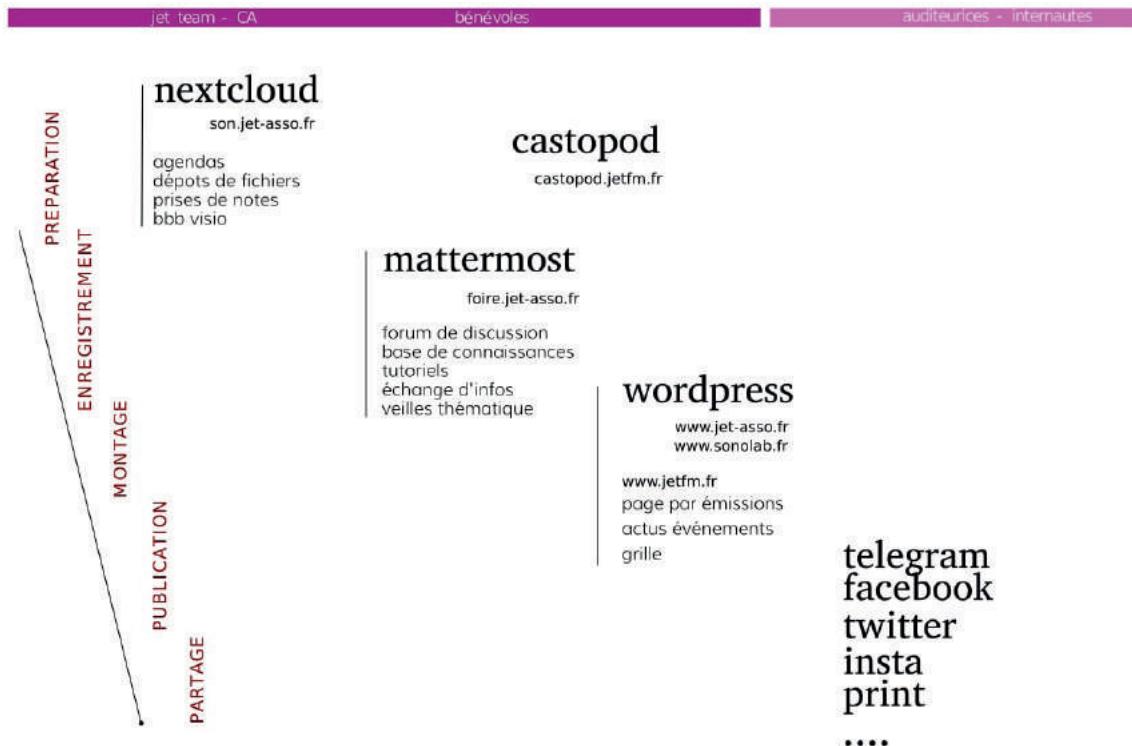 jet team - CA
bénévoles
auditeurices - internautes
nextcloud
son.jet-asso.fr
agendas
dépots de fichiers
prises de notes
bbb visio
castopod
castopod.jetfm.fr
mattermost
foire.jet-asso.fr
forum de discussion
base de connaissances
tutoriels
échange d'infos
veilles thématique
wordpress
www.jet-asso.fr
www.sonolab.fr
www.jetfm.fr
page par émissions
actus événements
grille
telegram
facebook
twitter
insta
print
....
PREPARATION
ENREGISTREMENT
MONTAGE
PUBLICATION
PARTAGE